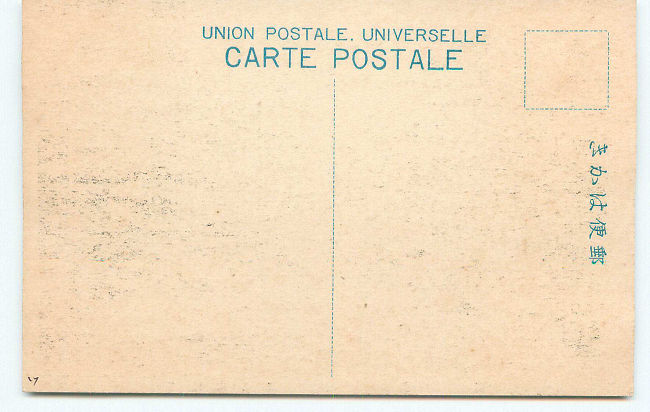 UNION POSTALE. UNIVERSELLE
CARTE POSTALE
郵便はかき